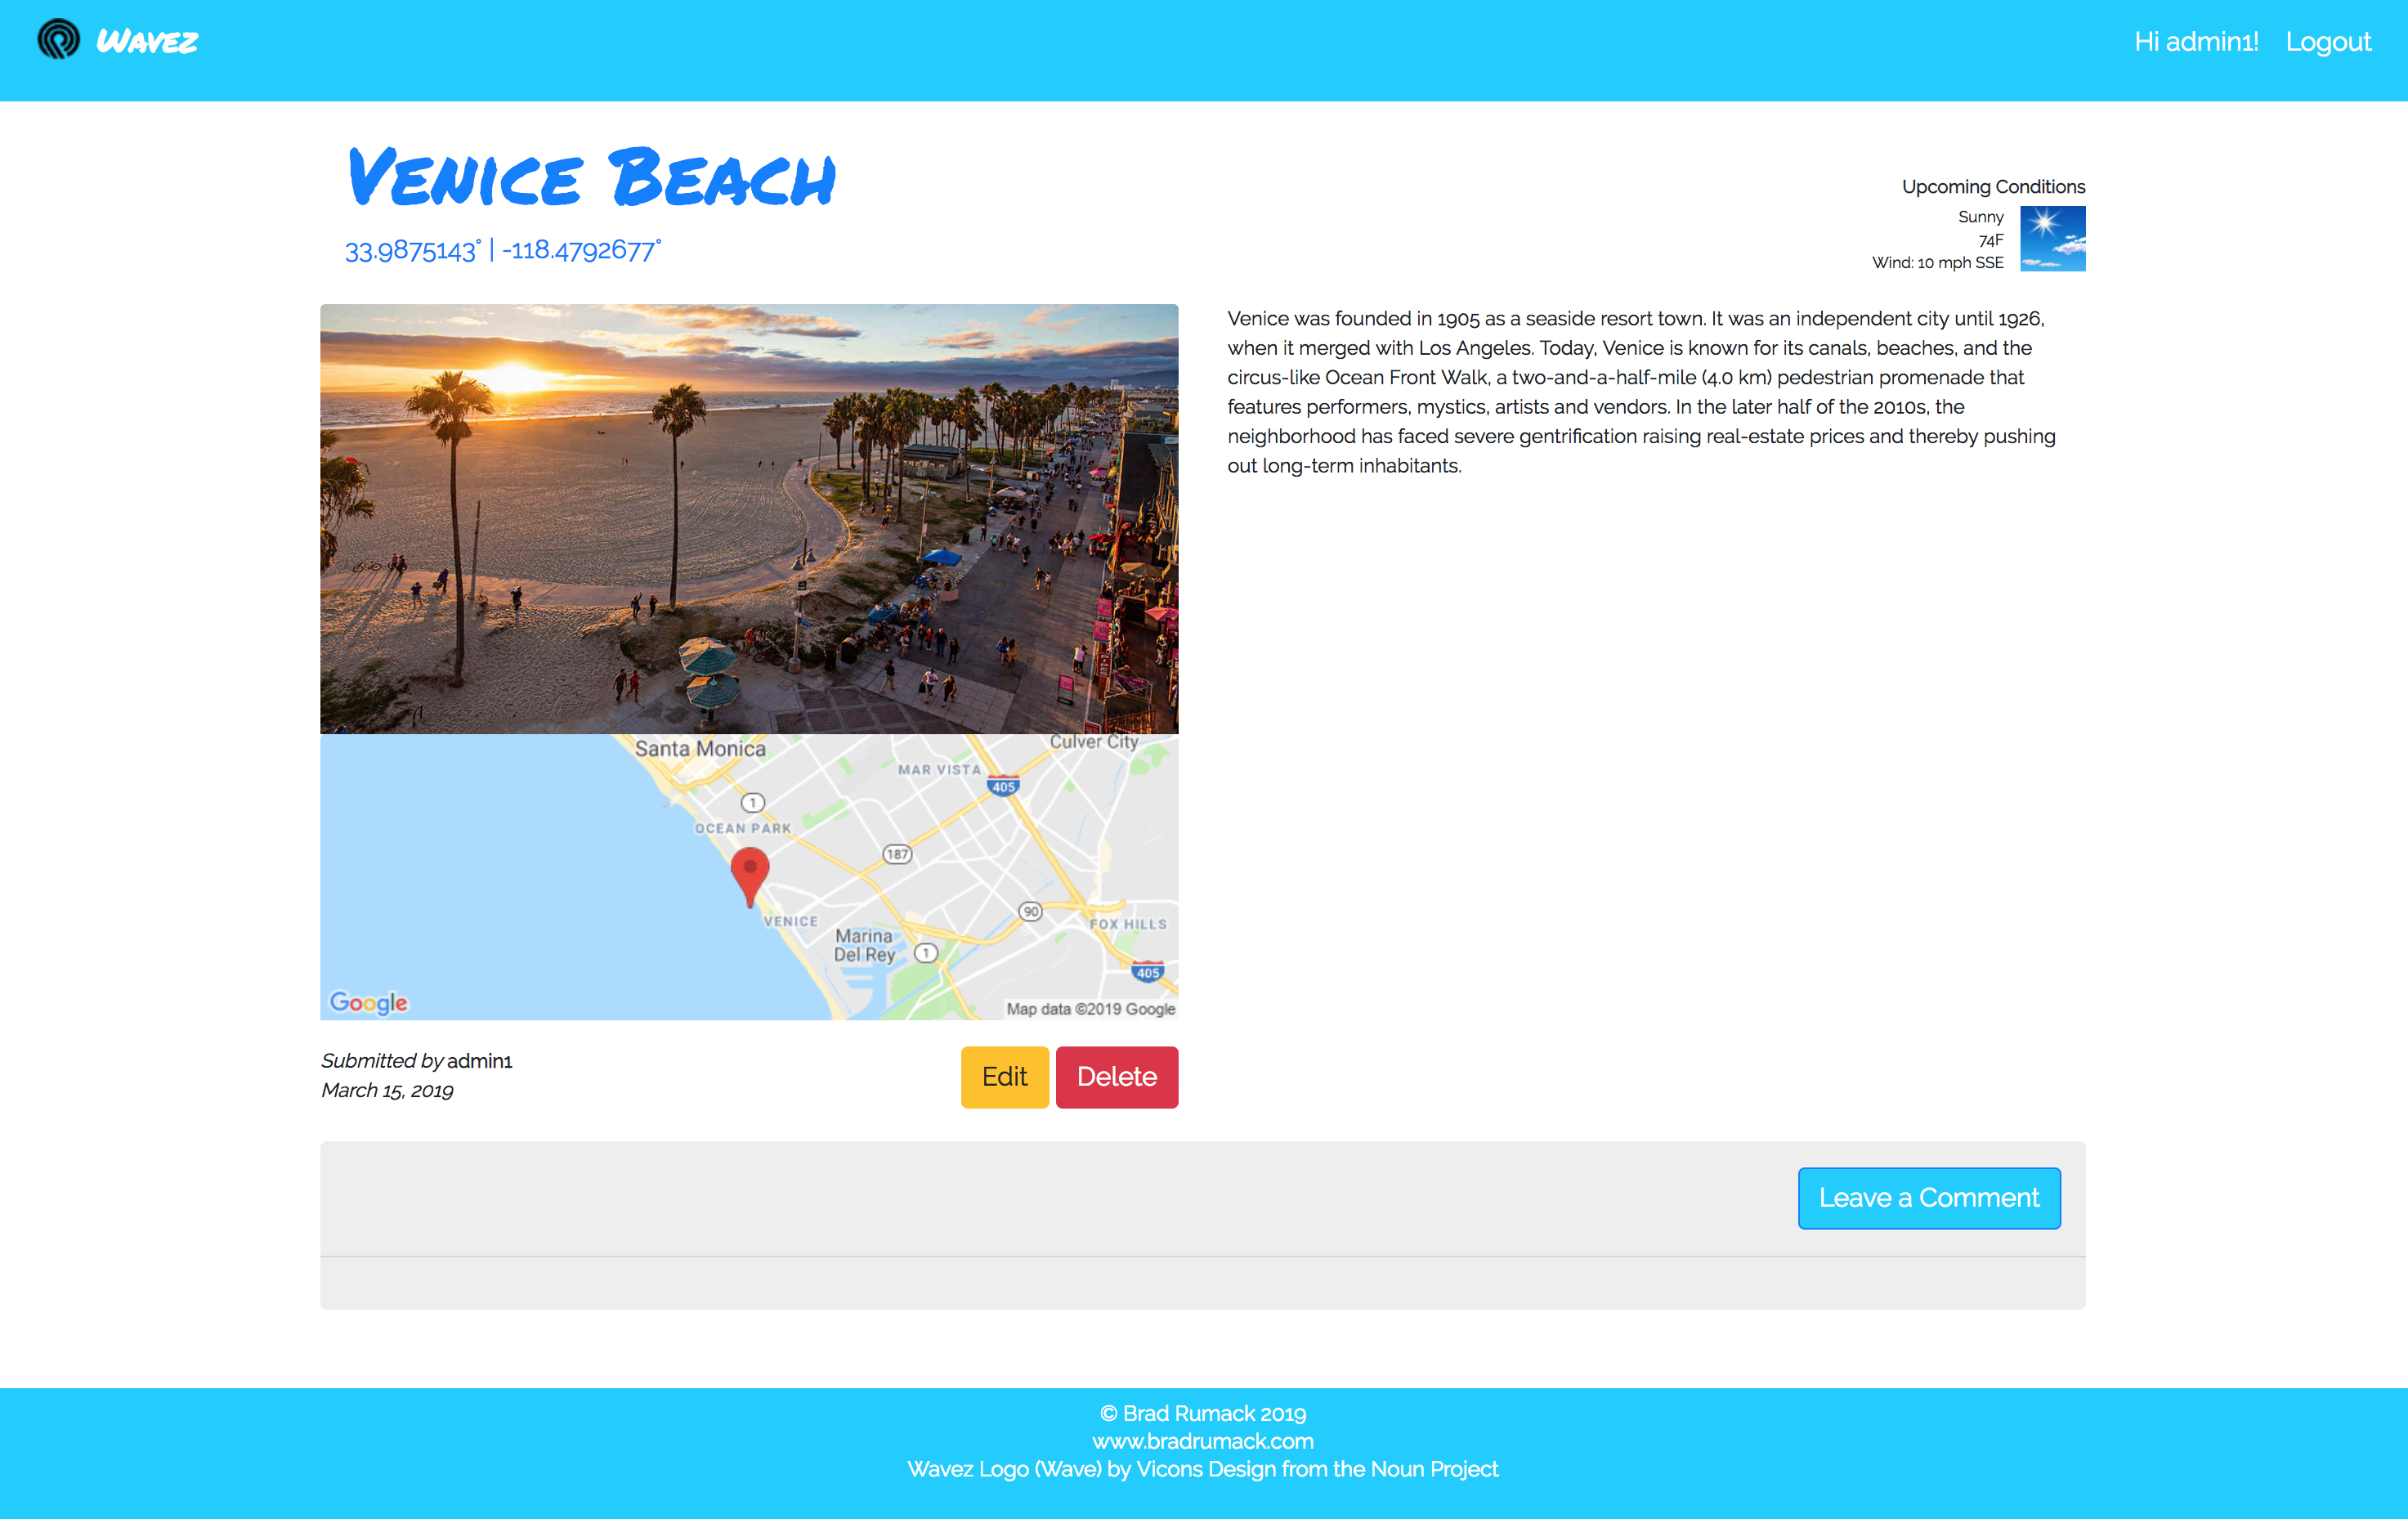 Wavez
Hi admin1! Logout
Venice Beach
33.9875143° | -118.4792677°
Upcoming Conditions
Sunny
74F
Wind: 10 mph SSE
Venice was founded in 1905 as a seaside resort town. It was an independent city until 1926,
when it merged with Los Angeles. Today, Venice is known for its canals, beaches, and the
circus-like Ocean Front Walk, a two-and-a-half-mile (4.0 km) pedestrian promenade that
features performers, mystics, artists and vendors. In the later half of the 2010s, the
neighborhood has faced severe gentrification raising real-estate prices and thereby pushing
out long-term inhabitants.
Santa Monica
Culver City
MAR VISTA
405
1
OCEAN PARK
187
90
VENICE
FOX HILLS
Marina
Del Rey
1
405
Google
Map data ©2019 Google
Submitted by admin1
March 15, 2019
Edit
Delete
Leave a Comment
© Brad Rumack 2019
www.bradrumack.com
Wavez Logo (Wave) by Vicons Design from the Noun Project